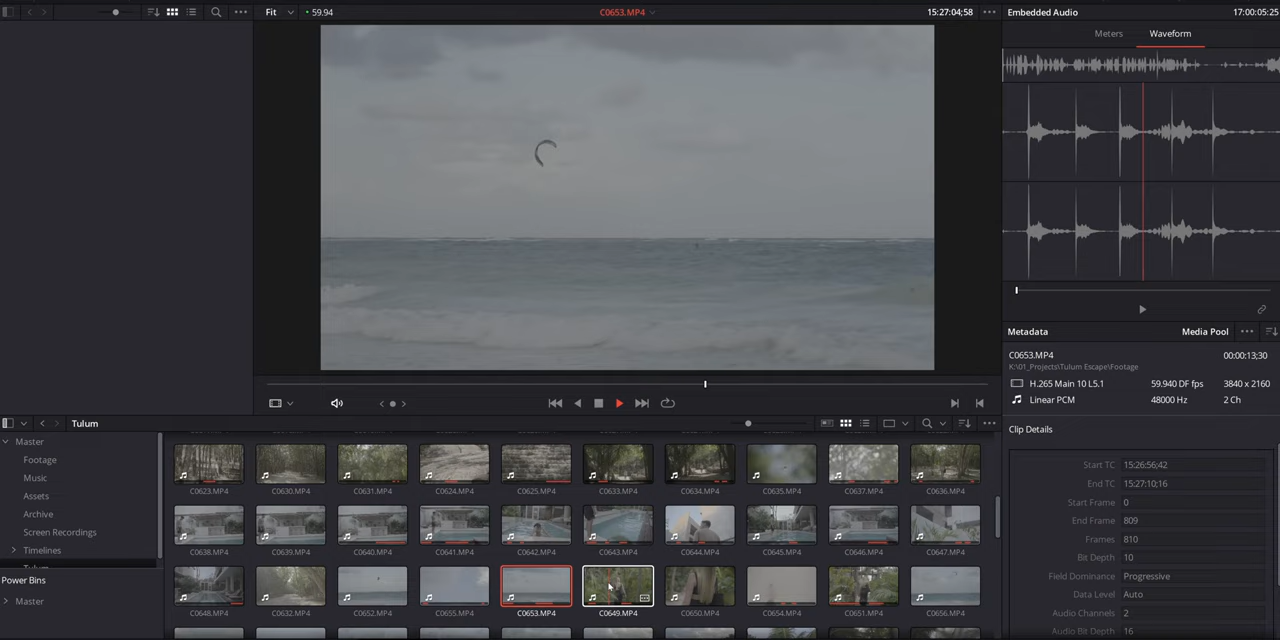 Fit
59.94
C0653.MP4
15:27:04;58
Embedded Audio
17:00:05:25
Meters
Waveform
Metadata
Media Pool
C0653.MP4
00:00:13;30
K:\01_Projects\Tulum Escape\Footage
H.265 Main 10 L5.1
59.940 DF fps
3840 x 2160
Linear PCM
48000 Hz
2 Ch
Clip Details
Start TC
15:26:56;42
End TC
15:27:10;16
Start Frame
0
End Frame
809
Frames
810
Bit Depth
10
Field Dominance
Progressive
Data Level
Auto
Audio Channels
2
Audio Bit Depth
16
Tulum
Master
Footage
Music
Assets
Archive
Screen Recordings
Timelines
Tulum
Power Bins
Master
C0623.MP4
C0630.MP4
C0631.MP4
C0624.MP4
C0625.MP4
C0633.MP4
C0634.MP4
C0635.MP4
C0637.MP4
C0636.MP4
C0638.MP4
C0639.MP4
C0640.MP4
C0641.MP4
C0642.MP4
C0643.MP4
C0644.MP4
C0645.MP4
C0646.MP4
C0647.MP4
C0648.MP4
C0632.MP4
C0652.MP4
C0655.MP4
C0653.MP4
C0649.MP4
C0650.MP4
C0654.MP4
C0651.MP4
C0656.MP4